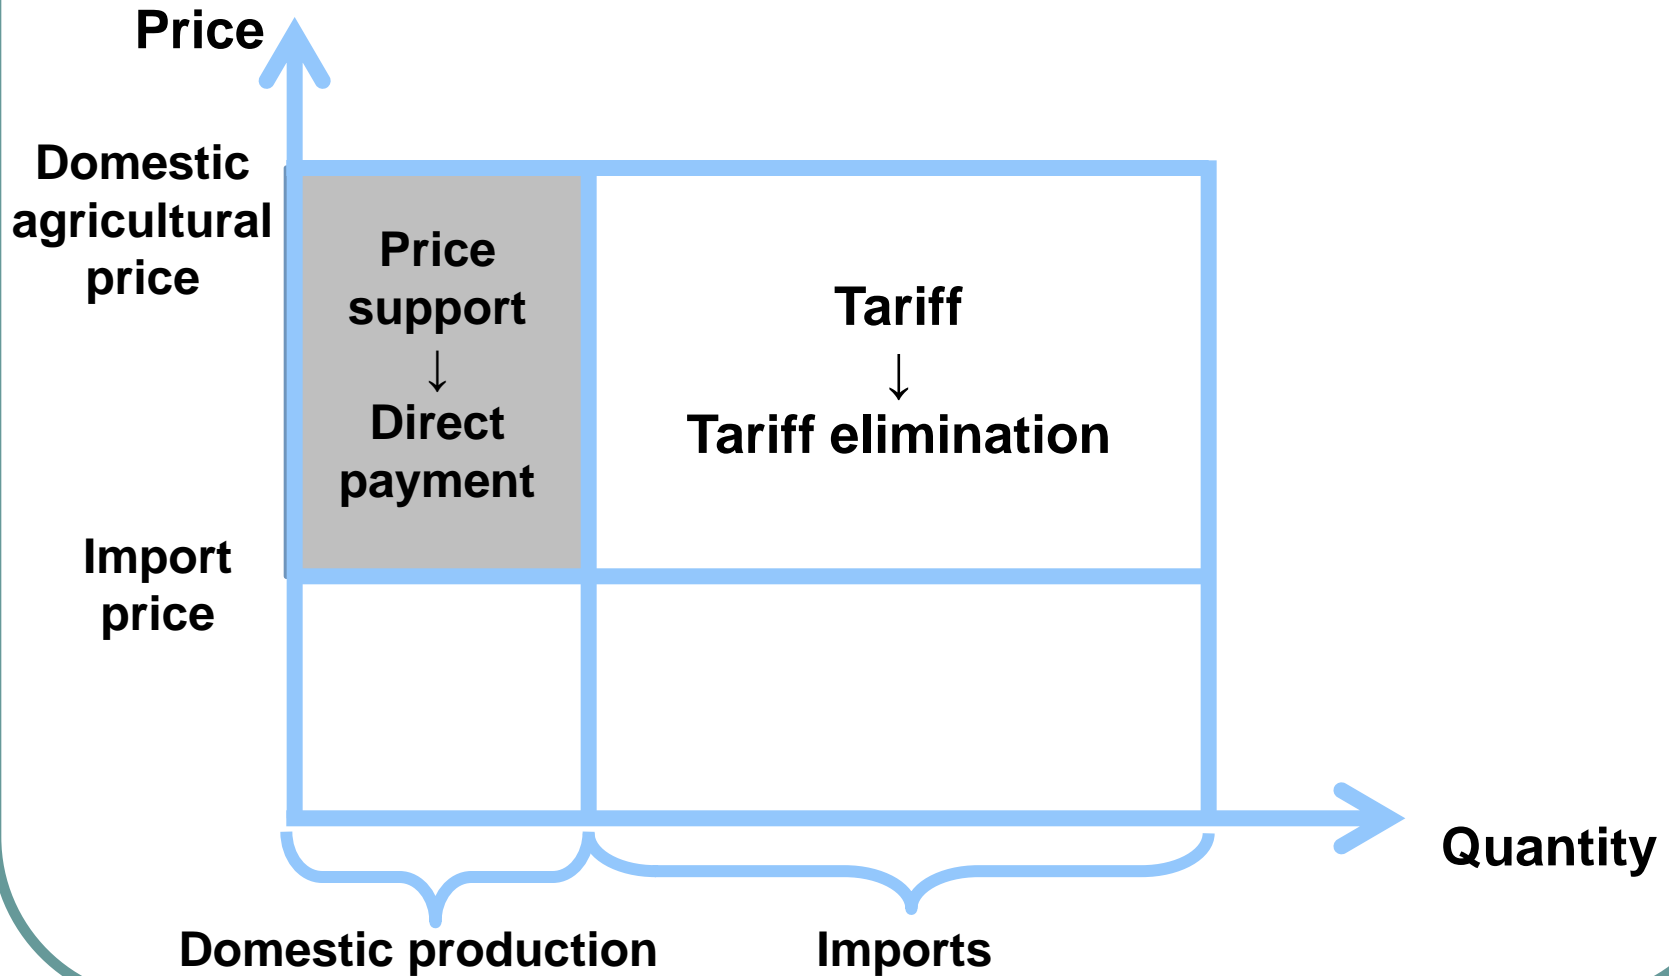 Price
Domestic
agricultural
price
Price
support
↓
Direct
payment
Tariff
↓
Tariff elimination
Import
price
Quantity
Domestic production
Imports